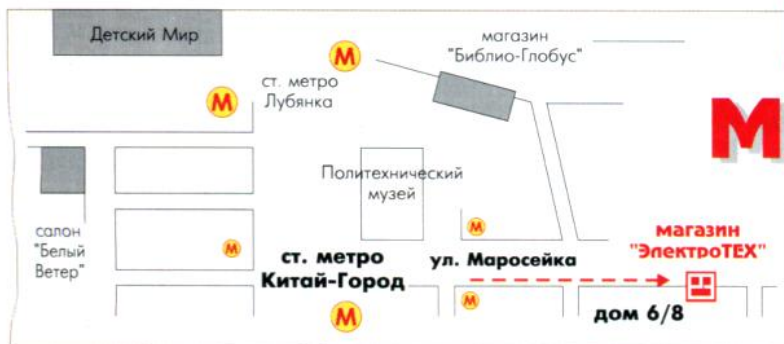 Детский Мир
магазин
"Библио-Глобус"
М
ст. метро
Лубянка
М
М
Политехнический
музей
салон
"Белый
Ветер"
М
М
ст. метро
Китай-Город
ул. Маросейка
магазин
"ЭлектроТЕХ"
М
М
дом 6/8